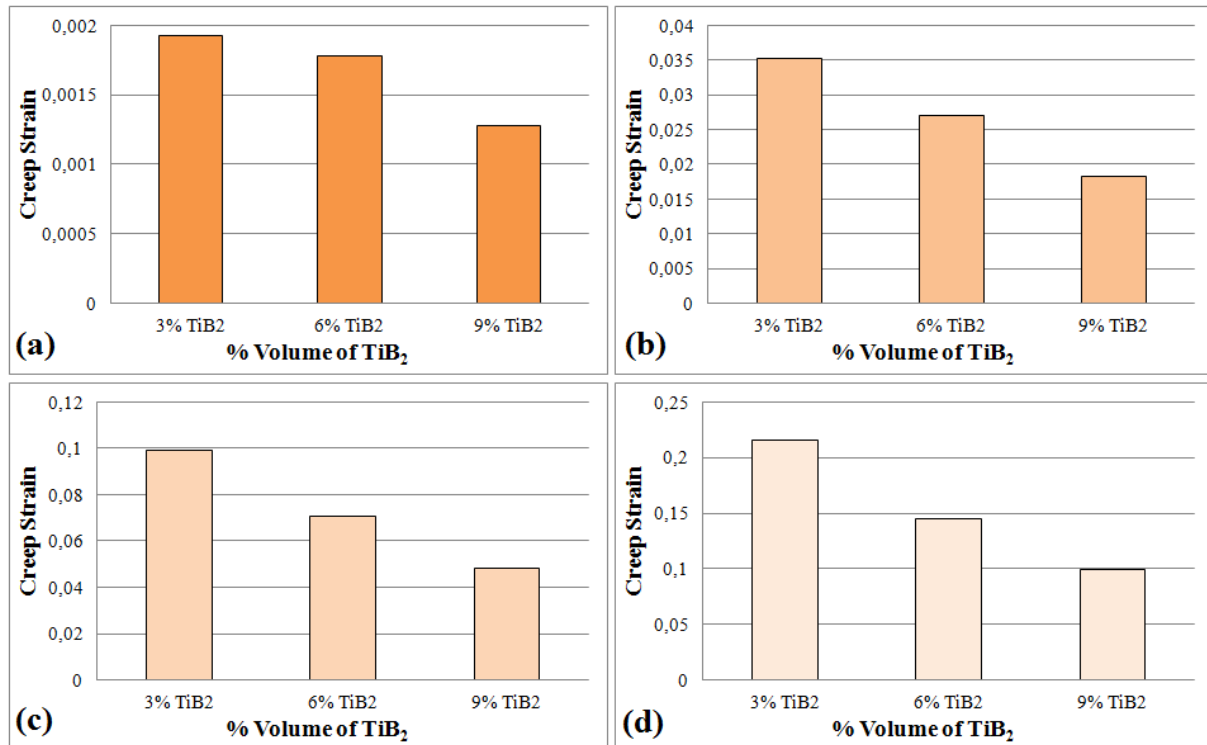 0,002
0,0015
0,001
0,0005
0
Creep Strain
3% TiB2 6% TiB2 9% TiB2
% Volume of TiB₂
(a)
0,04
0,035
0,03
0,025
0,02
0,015
0,01
0,005
0
Creep Strain
3% TiB2 6% TiB2 9% TiB2
% Volume of TiB₂
(b)
0,12
0,1
0,08
0,06
0,04
0,02
0
Creep Strain
3% TiB2 6% TiB2 9% TiB2
% Volume of TiB₂
(c)
0,25
0,2
0,15
0,1
0,05
0
Creep Strain
3% TiB2 6% TiB2 9% TiB2
% Volume of TiB₂
(d)